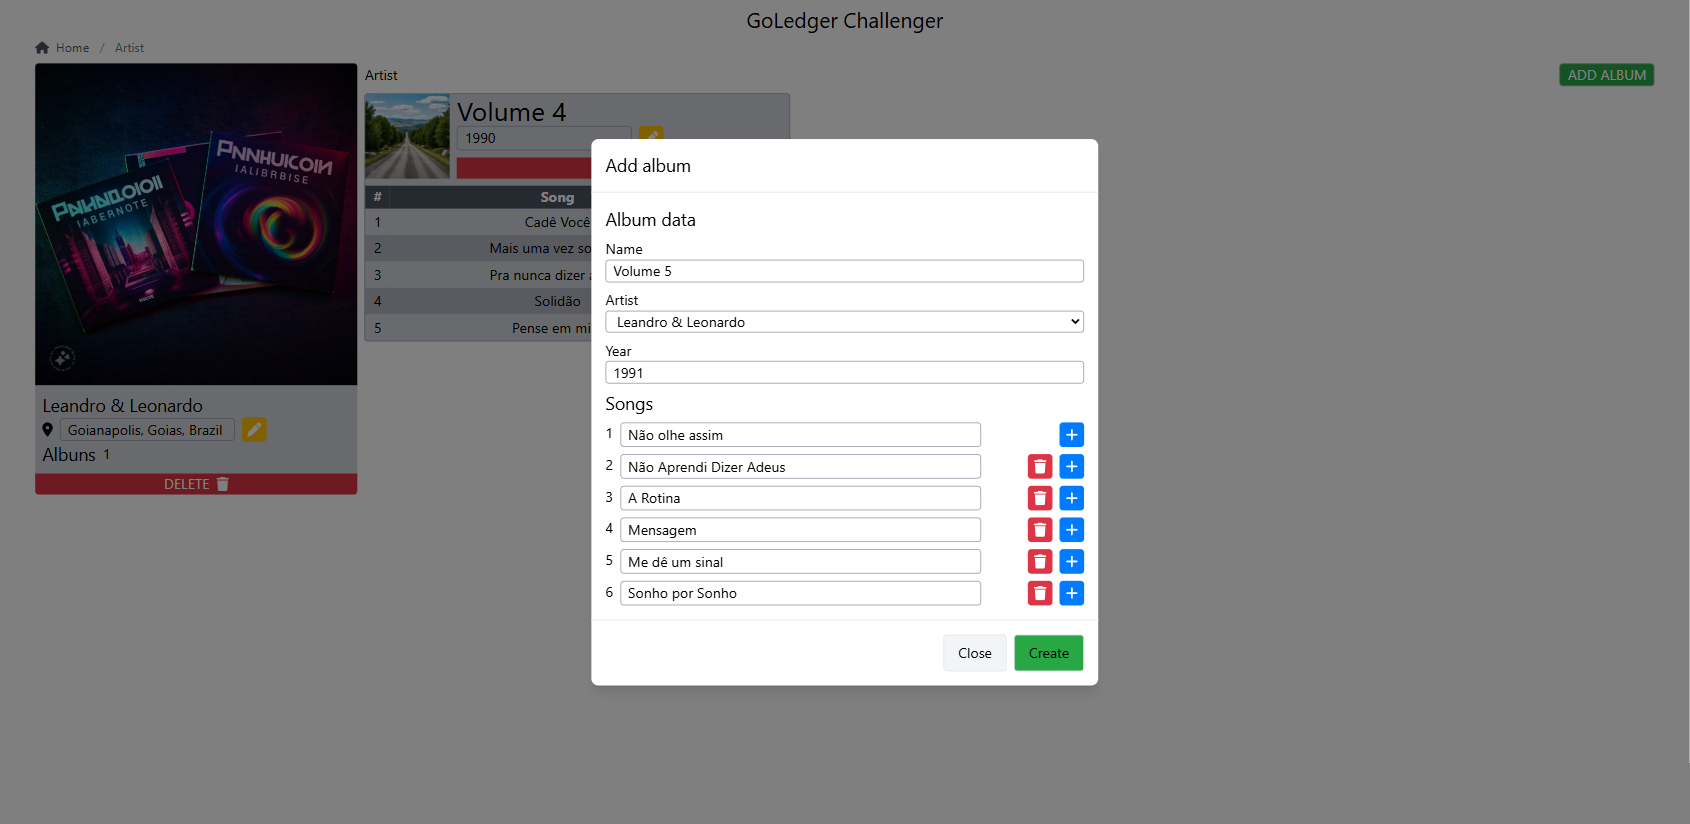 GoLedger Challenger
Home / Artist
Artist
ADD ALBUM
Volume 4
1990
# Song
1 Cadê Você
2 Mais uma vez so
3 Pra nunca dizer
4 Solidão
5 Pense em mi
IALIBRBISE
IABERNOTE
Leandro & Leonardo
Goianapolis, Goias, Brazil
Albuns 1
DELETE
Add album
Album data
Name
Volume 5
Artist
Leandro & Leonardo
Year
1991
Songs
1 Não olhe assim
2 Não Aprendi Dizer Adeus
3 A Rotina
4 Mensagem
5 Me dê um sinal
6 Sonho por Sonho
Close
Create